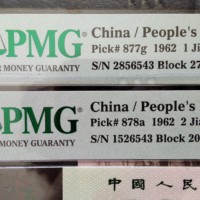 PMG
MONEY GUARANTY
China / People's
Pick# 877g 1962 1 Ji
S/N 2856543 Block 27
PMG
MONEY GUARANTY
China / People's
Pick# 878a 1962 2 Jia
S/N 1526543 Block 20
中國人民